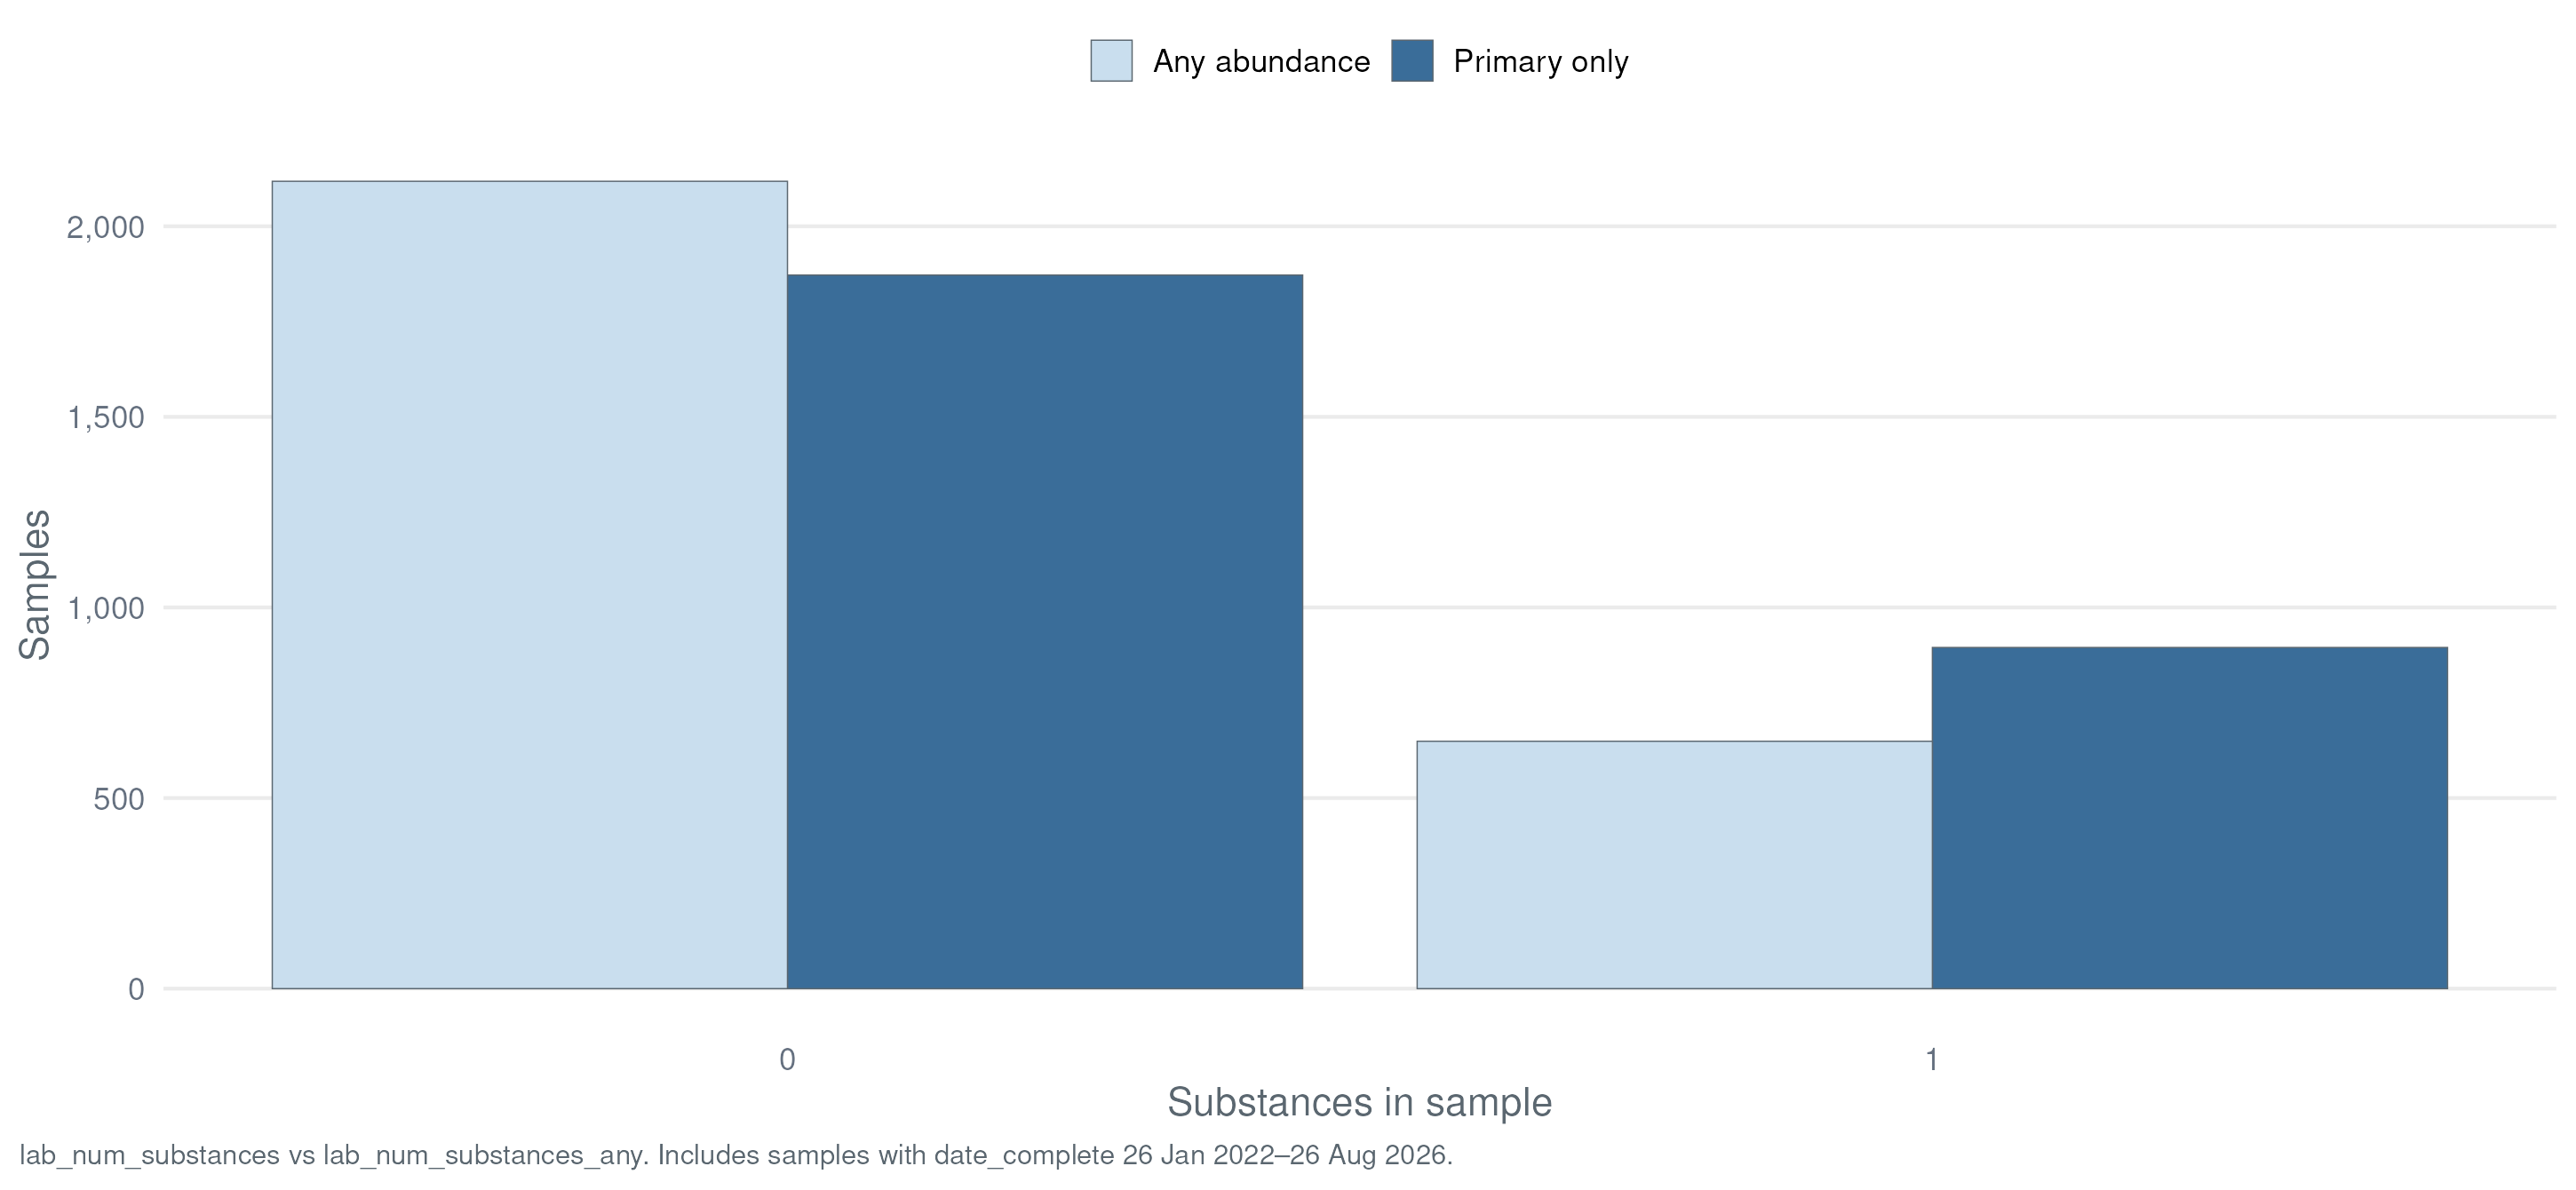 Any abundance Primary only
2,000
1,500
1,000
500
0
Samples
0 1
Substances in sample
lab_num_substances vs lab_num_substances_any. Includes samples with date_complete 26 Jan 2022–26 Aug 2026.